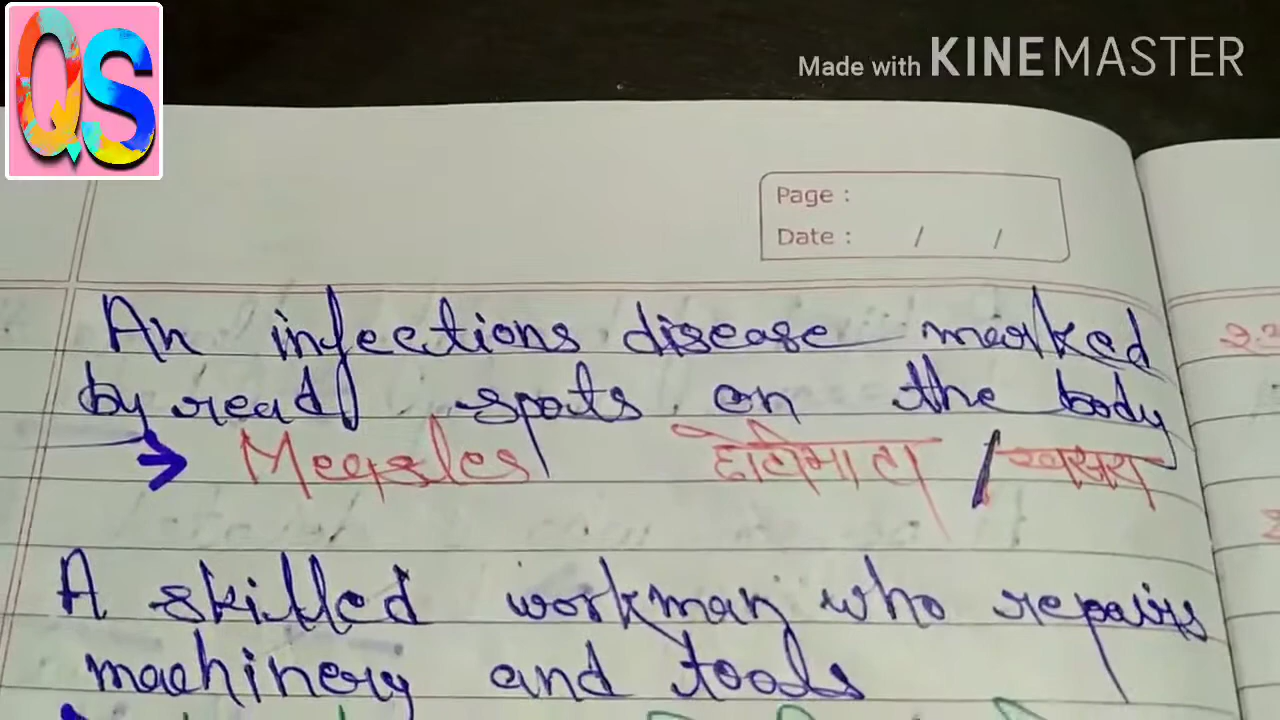 QS
Made with KINEMASTER
Page :
Date : / /
An infections disease marked
by read spots on the body
→ Measles / खसरा
A skilled workman who repairs
machinery and tools